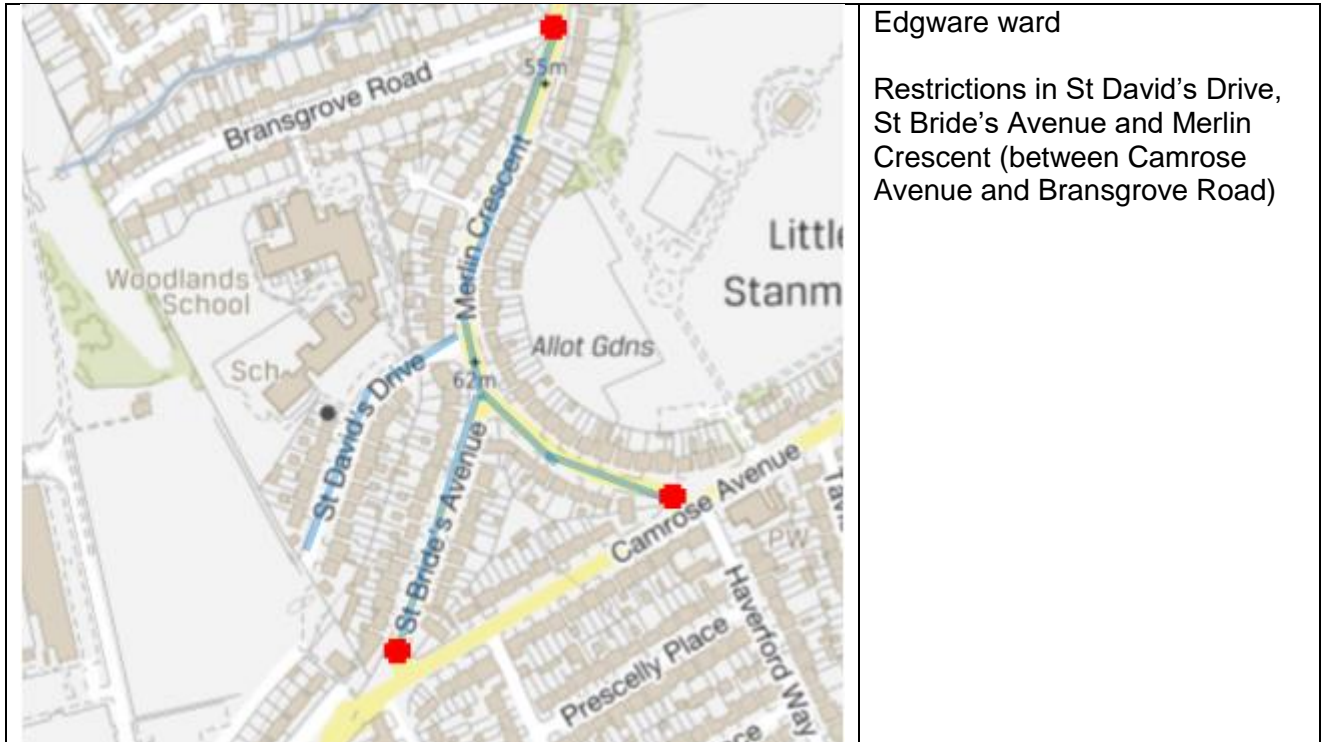 55m
Bransgrove Road
Merlin Crescent
Woodlands
School
Little
Stanm
Allot Gdns
Sch
62m
St David's Drive
St Bride's Avenue
Camrose Avenue
PW
Haverford Way
Prescelly Place
Edgware ward
Restrictions in St David’s Drive,
St Bride’s Avenue and Merlin
Crescent (between Camrose
Avenue and Bransgrove Road)